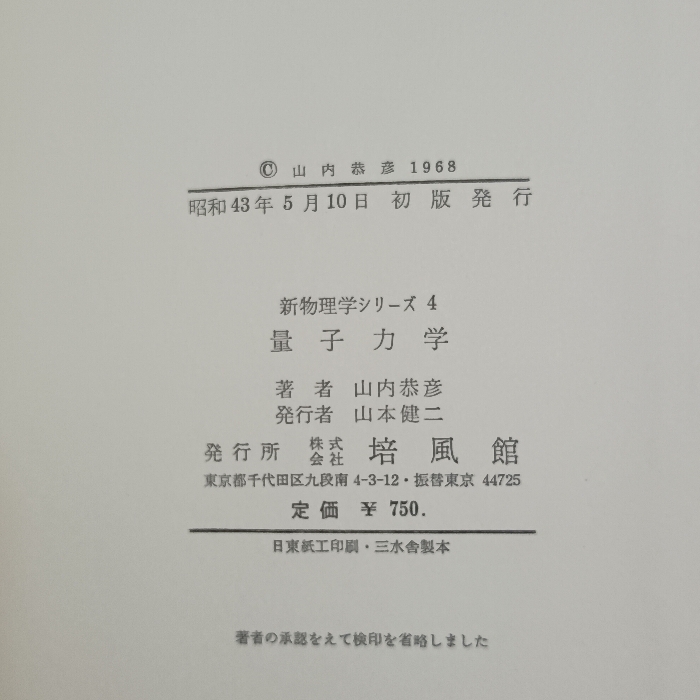 © 山内恭彦 1968
昭和43年 5月10日 初版発行
新物理学シリーズ 4
量子力学
著者 山内恭彦
発行者 山本健二
発行所 株式会社 培風館
東京都千代田区九段南 4-3-12・振替東京 44725
定価 ¥ 750.
日東紙工印刷・三水舎製本
著者の承認をえて検印を省略しました